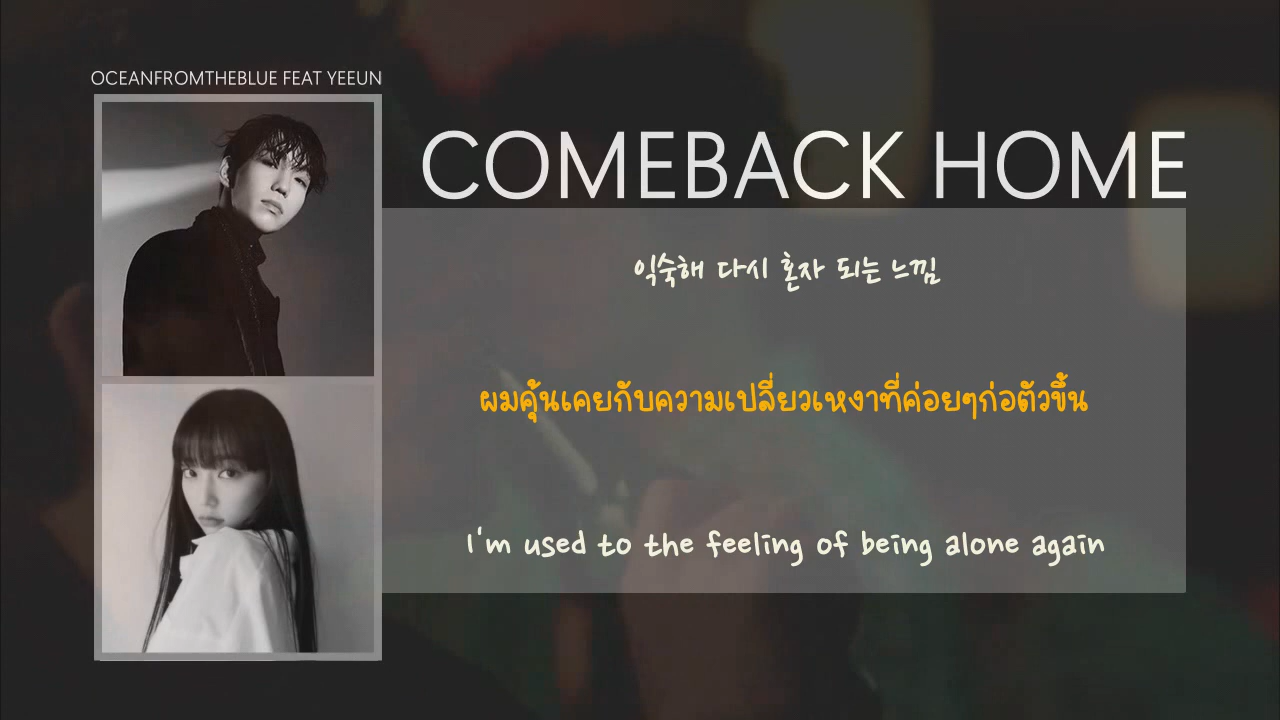 OCEANFROMTHEBLUE FEAT YEEUN
COMEBACK HOME
익숙해 다시 혼자 되는 느낌
ผมคุ้นเคยกับความเปลี่ยวเหงาที่ค่อยๆก่อตัวขึ้น
I'm used to the feeling of being alone again